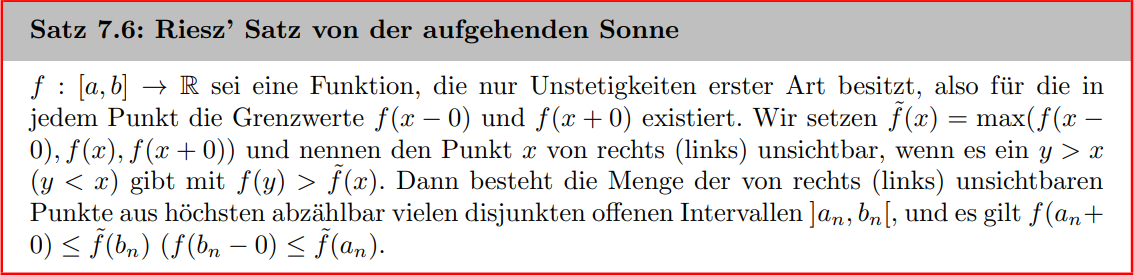 Satz 7.6: Riesz’ Satz von der aufgehenden Sonne
f : [a, b] → ℝ sei eine Funktion, die nur Unstetigkeiten erster Art besitzt, also für die in
jedem Punkt die Grenzwerte f(x − 0) und f(x + 0) existiert. Wir setzen f̃(x) = max(f(x −
0), f(x), f(x + 0)) und nennen den Punkt x von rechts (links) unsichtbar, wenn es ein y > x
(y < x) gibt mit f(y) > f̃(x). Dann besteht die Menge der von rechts (links) unsichtbaren
Punkte aus höchsten abzählbar vielen disjunkten offenen Intervallen ]aₙ, bₙ[, und es gilt f(aₙ+
0) ≤ f̃(bₙ) (f(bₙ − 0) ≤ f̃(aₙ).